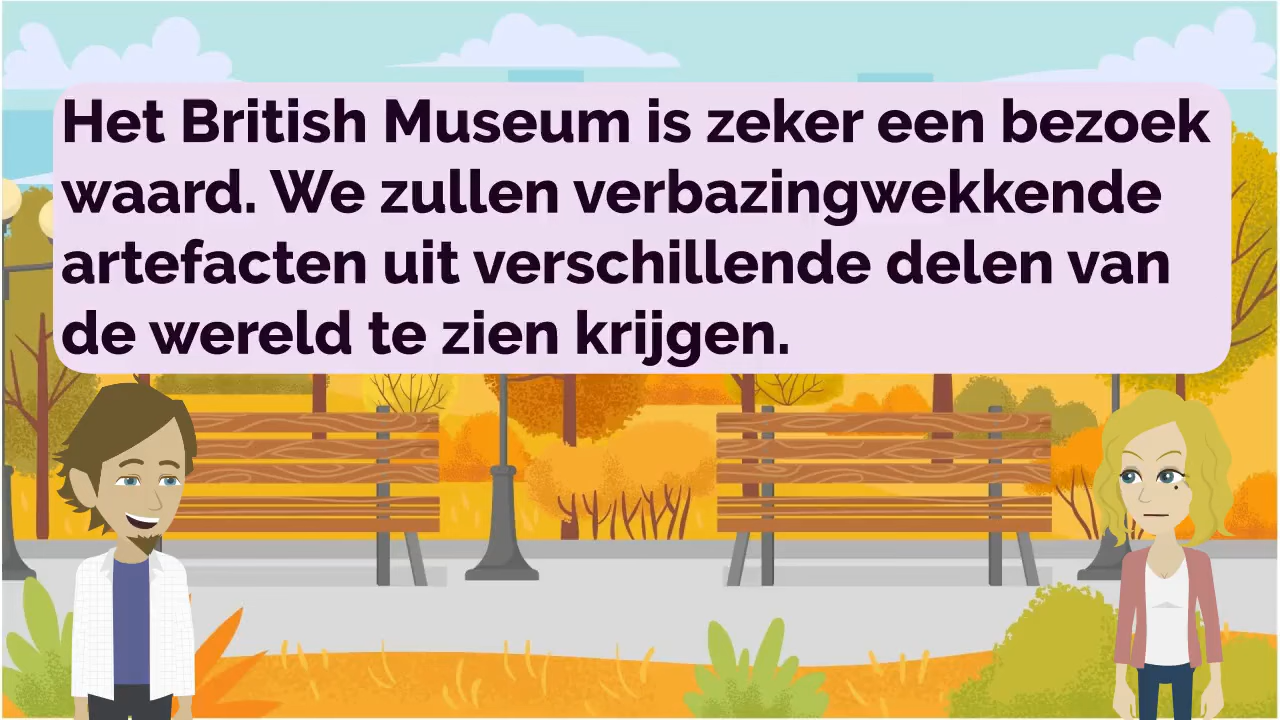 Het British Museum is zeker een bezoek
waard. We zullen verbazingwekkende
artefacten uit verschillende delen van
de wereld te zien krijgen.